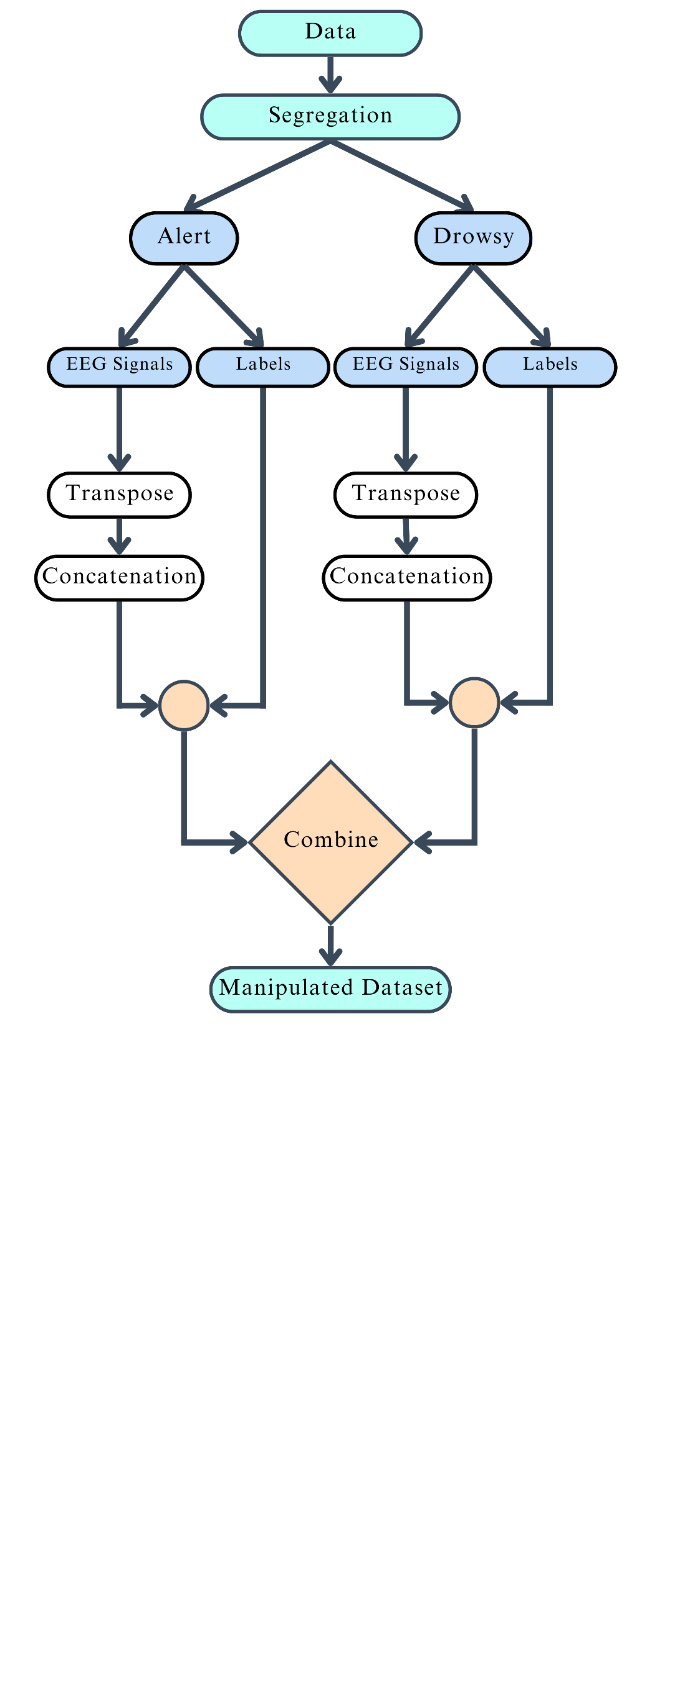 Data
Segregation
Alert
Drowsy
EEG Signals
Labels
EEG Signals
Labels
Transpose
Transpose
Concatenation
Concatenation
Combine
Manipulated Dataset